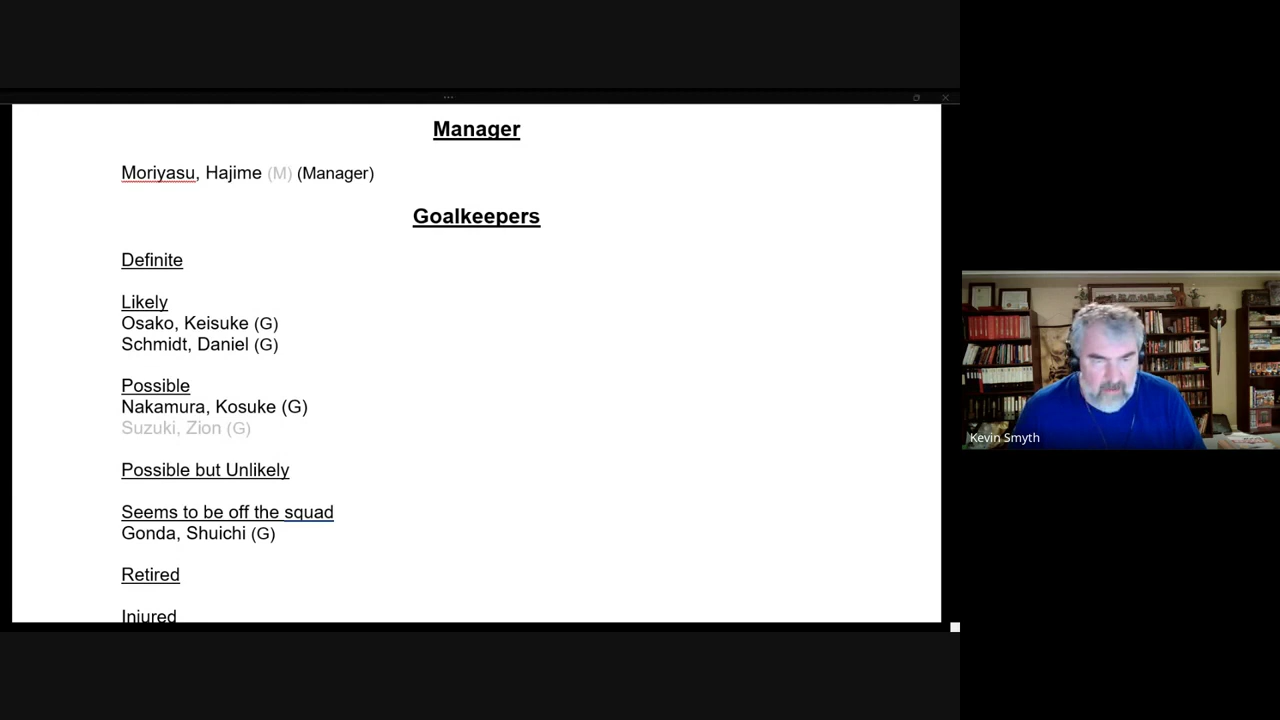 Manager
Moriyasu, Hajime (M) (Manager)
Goalkeepers
Definite
Likely
Osako, Keisuke (G)
Schmidt, Daniel (G)
Possible
Nakamura, Kosuke (G)
Suzuki, Zion (G)
Possible but Unlikely
Seems to be off the squad
Gonda, Shuichi (G)
Retired
Injured
Kevin Smyth